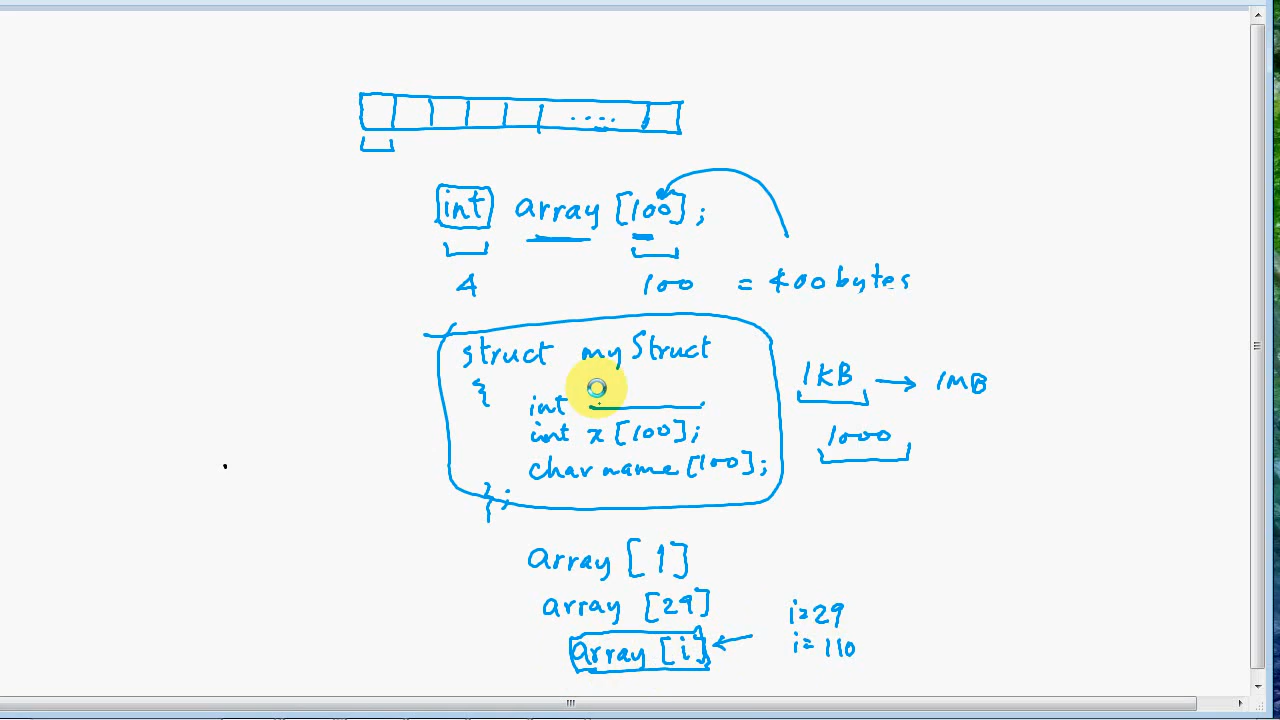 ....
int array [100];
4 100 = 400 bytes
struct myStruct
{
int
int x [100];
char name [100];
};
1KB → 1MB
1000
array [1]
array [29]
array [i]
i=29
i=110